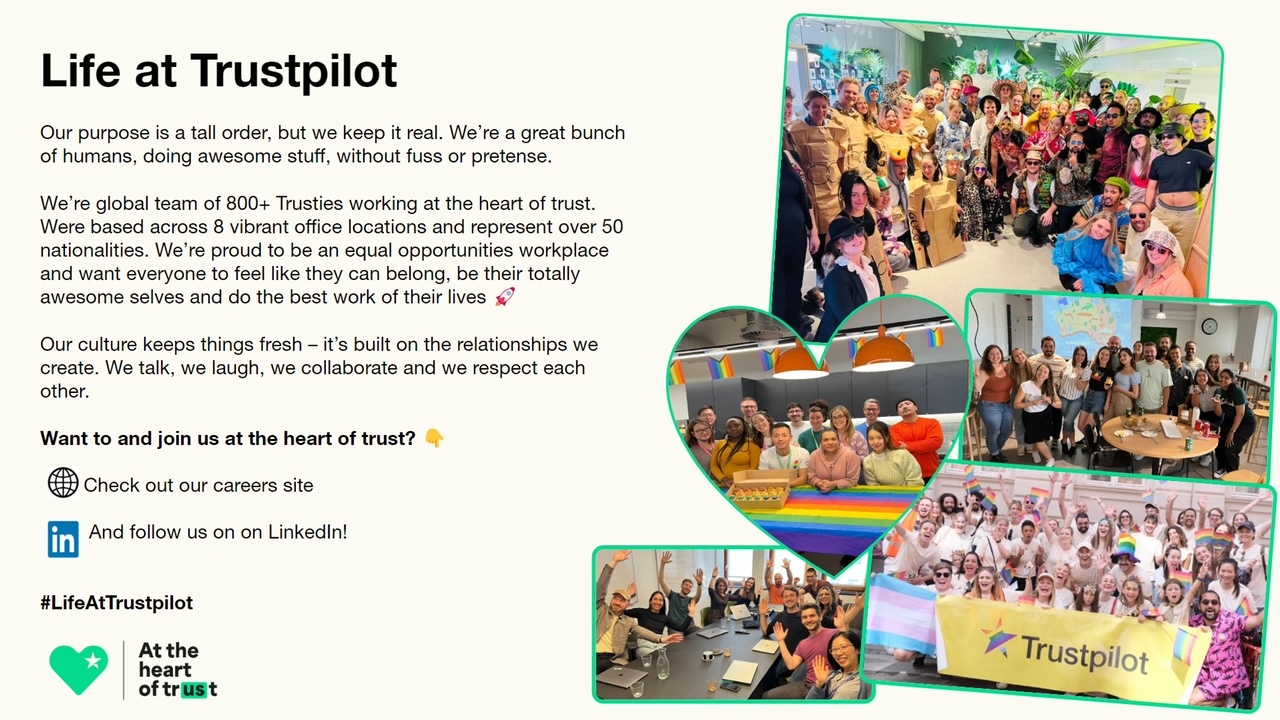 Life at Trustpilot
Our purpose is a tall order, but we keep it real. We’re a great bunch
of humans, doing awesome stuff, without fuss or pretense.
We’re global team of 800+ Trusties working at the heart of trust.
Were based across 8 vibrant office locations and represent over 50
nationalities. We’re proud to be an equal opportunities workplace
and want everyone to feel like they can belong, be their totally
awesome selves and do the best work of their lives 🚀
Our culture keeps things fresh – it’s built on the relationships we
create. We talk, we laugh, we collaborate and we respect each
other.
Want to and join us at the heart of trust? 👇
Check out our careers site
in And follow us on on LinkedIn!
#LifeAtTrustpilot
At the
heart
of trust
Trustpilot